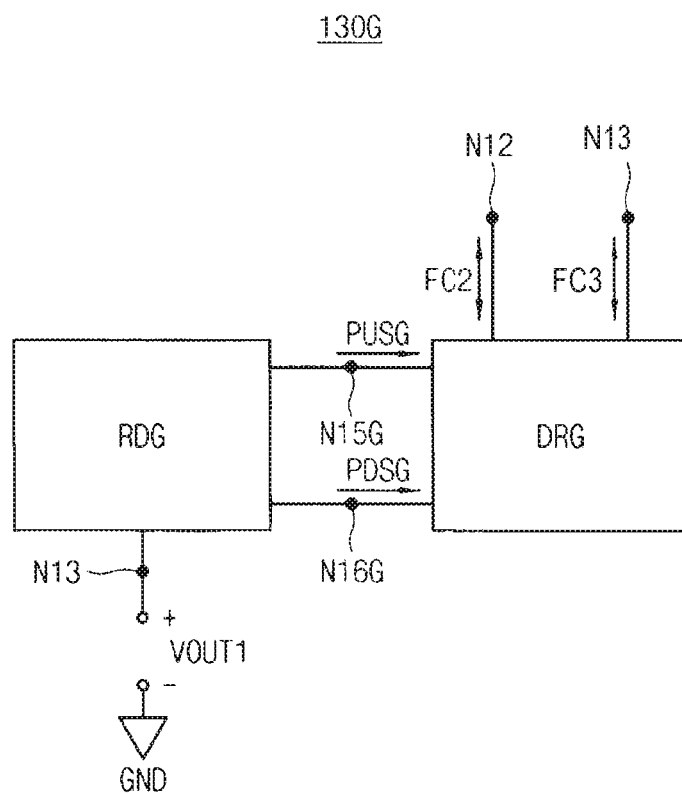 130G
N12
N13
FC2
FC3
PUSG
RDG
N15G
DRG
PDSG
N16G
N13
+
VOUT1
-
GND